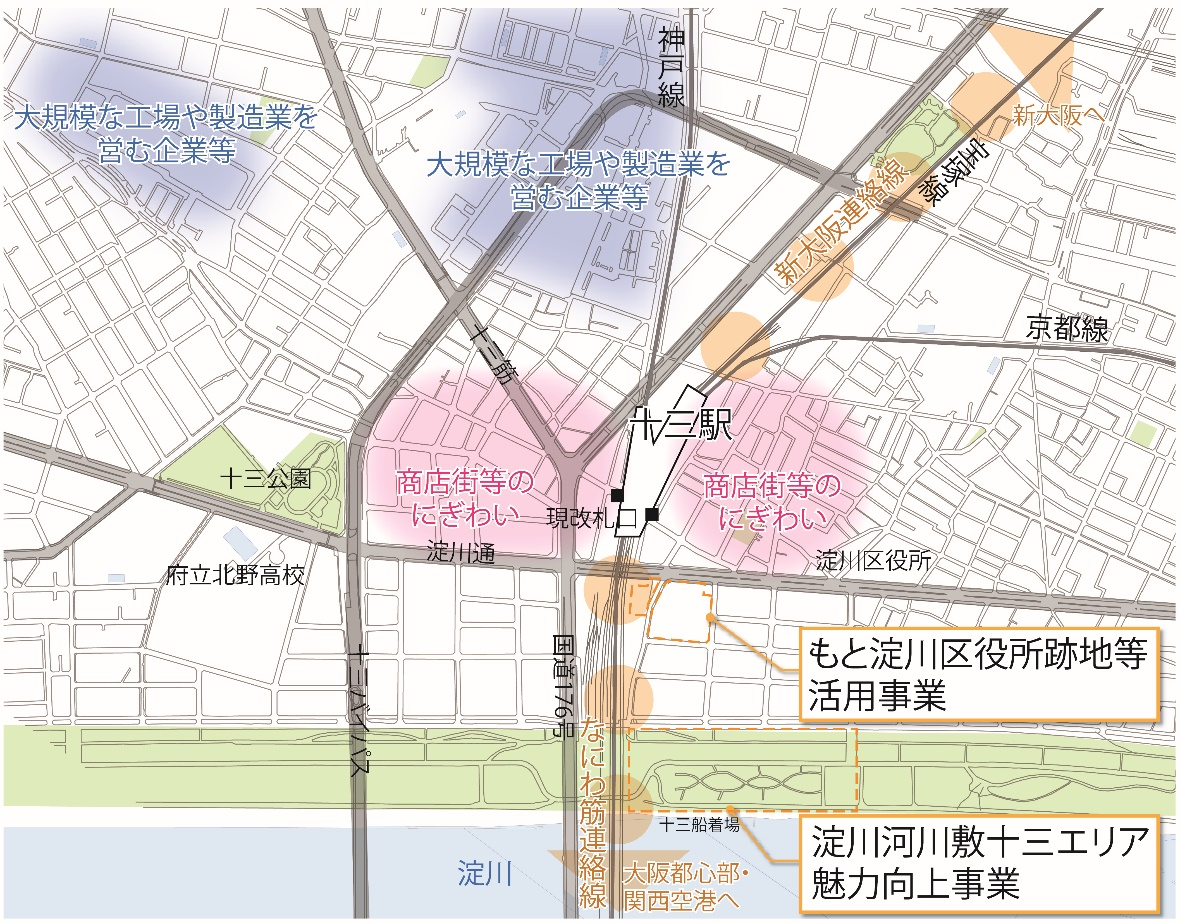 神戸線
大規模な工場や製造業を
営む企業等
大規模な工場や製造業を
営む企業等
新大阪へ
宝塚線
新大阪連絡線
京都線
十三筋
十三駅
十三公園
商店街等の
にぎわい
商店街等の
にぎわい
現改札口
淀川通
淀川区役所
府立北野高校
もと淀川区役所跡地等
活用事業
国道176号
十三バイパス
なにわ筋連絡線
十三船着場
淀川河川敷十三エリア
魅力向上事業
淀川
大阪都心部・
関西空港へ